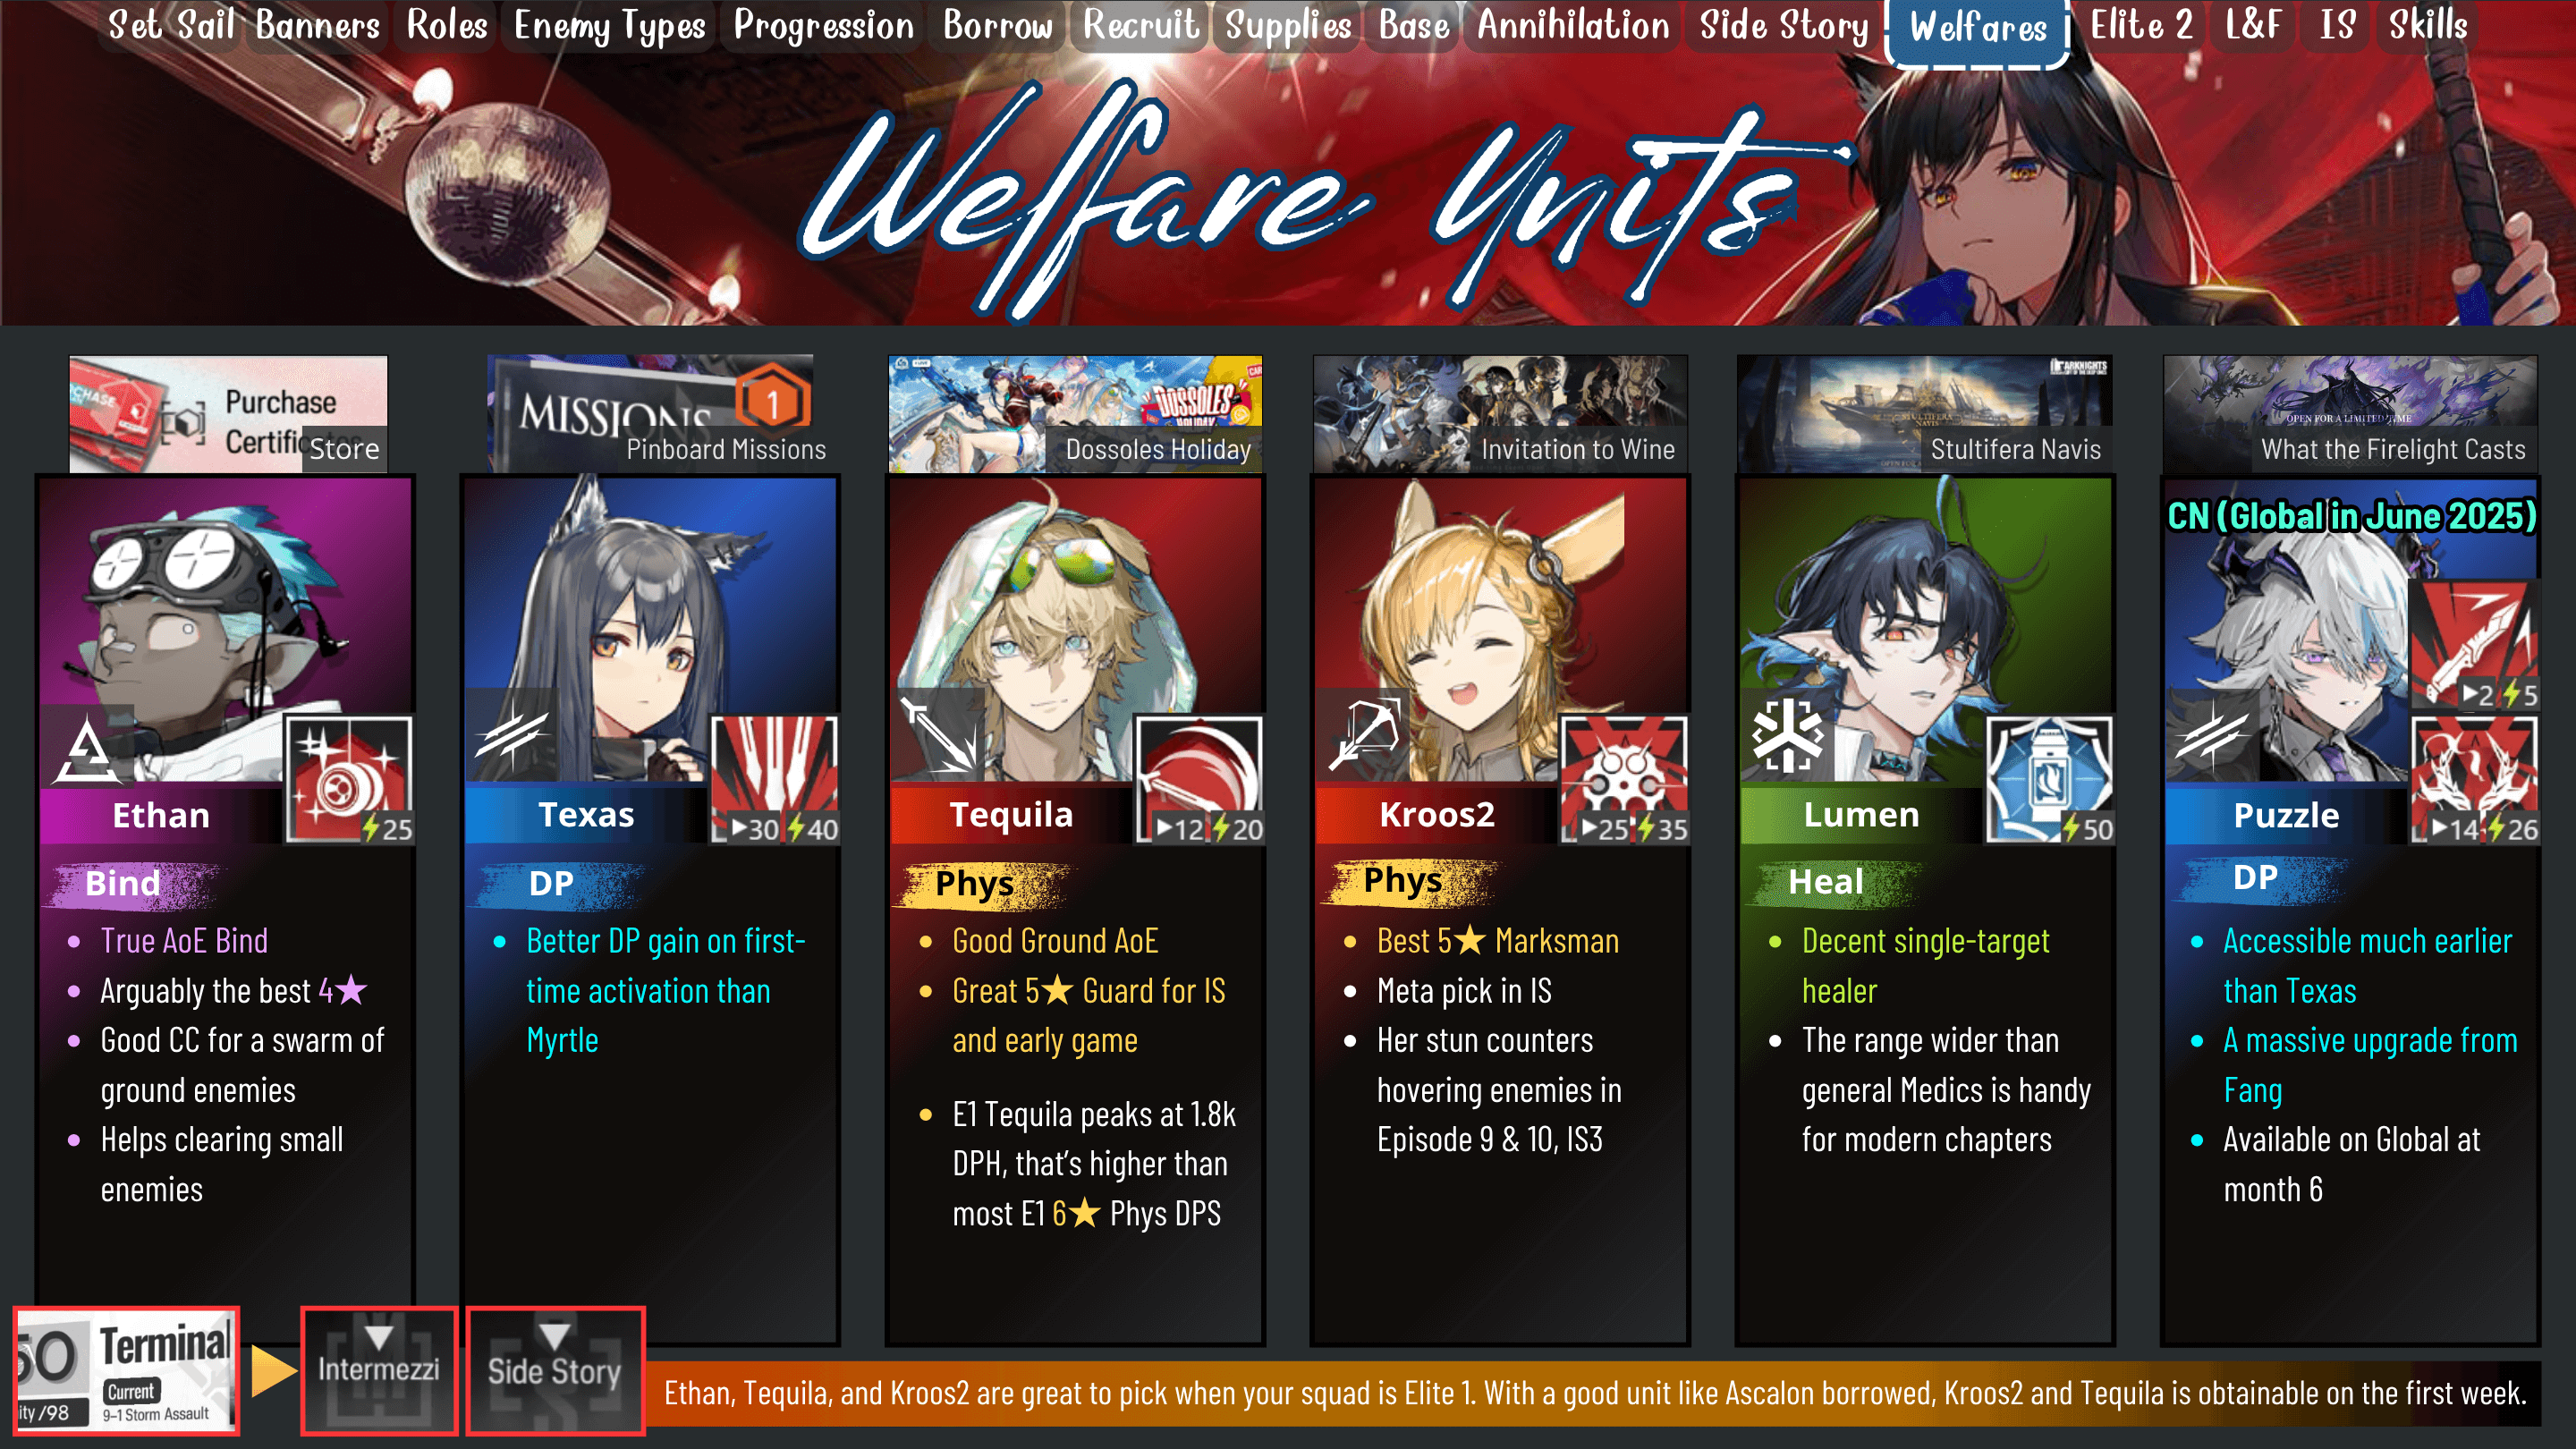 Set Sail Banners Roles Enemy Types Progression Borrow Recruit Supplies Base Annihilation Side Story Welfares Elite 2 L&F IS Skills
Welfare Units
Purchase
Store
MISSIONS
1
Pinboard Missions
DOSSOLES
HOLIDAY
Dossoles Holiday
Invitation to Wine
ARKNIGHTS
STULTIFERA
NAVIS
Stultifera Navis
OPEN FOR A LIMITED TIME
What the Firelight Casts
Ethan
25
Bind
True AoE Bind
Arguably the best 4★
Good CC for a swarm of
ground enemies
Helps clearing small
enemies
Texas
30 40
DP
Better DP gain on first-
time activation than
Myrtle
Tequila
12 20
Phys
Good Ground AoE
Great 5★ Guard for IS
and early game
E1 Tequila peaks at 1.8k
DPH, that's higher than
most E1 6★ Phys DPS
Kroos2
25 35
Phys
Best 5★ Marksman
Meta pick in IS
Her stun counters
hovering enemies in
Episode 9 & 10, IS3
Lumen
50
Heal
Decent single-target
healer
The range wider than
general Medics is handy
for modern chapters
CN (Global in June 2025)
2 5
Puzzle
14 26
DP
Accessible much earlier
than Texas
A massive upgrade from
Fang
Available on Global at
month 6
Terminal
Current
/98
9-1 Storm Assault
Intermezzi
Side Story
Ethan, Tequila, and Kroos2 are great to pick when your squad is Elite 1. With a good unit like Ascalon borrowed, Kroos2 and Tequila is obtainable on the first week.